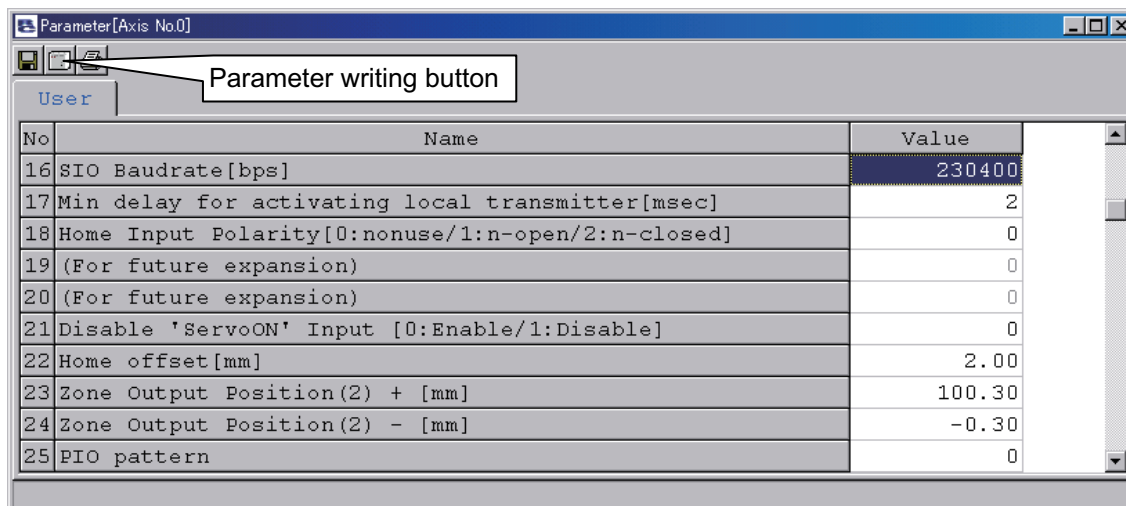 Parameter[Axis No.0]
Parameter writing button
User
No Name Value
16 SIO Baudrate[bps] 230400
17 Min delay for activating local transmitter[msec] 2
18 Home Input Polarity[0:nonuse/1:n-open/2:n-closed] 0
19 (For future expansion) 0
20 (For future expansion) 0
21 Disable 'ServoON' Input [0:Enable/1:Disable] 0
22 Home offset[mm] 2.00
23 Zone Output Position(2) + [mm] 100.30
24 Zone Output Position(2) - [mm] -0.30
25 PIO pattern 0